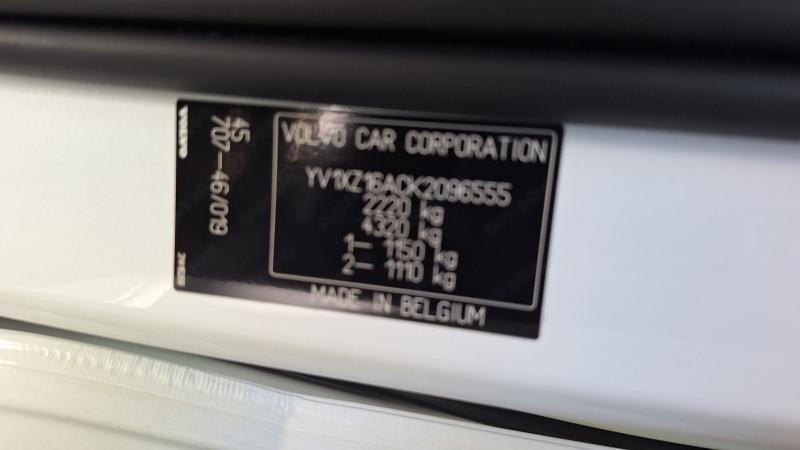 VOLVO CAR CORPORATION
YV1XZ16ACK2096555
2220 kg
4320 kg
1– 1150 kg
2– 1110 kg
MADE IN BELGIUM
45
707–46/019
VOLVO